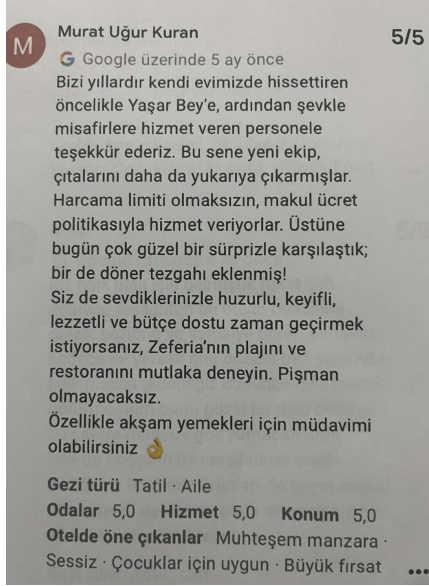 M
Murat Uğur Kuran
5/5
G Google üzerinde 5 ay önce
Bizi yıllardır kendi evimizde hissettiren
öncelikle Yaşar Bey'e, ardından şevkle
misafirlere hizmet veren personele
teşekkür ederiz. Bu sene yeni ekip,
çıtalarını daha da yukarıya çıkarmışlar.
Harcama limiti olmaksızın, makul ücret
politikasıyla hizmet veriyorlar. Üstüne
bugün çok güzel bir sürprizle karşılaştık;
bir de döner tezgahı eklenmiş!
Siz de sevdiklerinizle huzurlu, keyifli,
lezzetli ve bütçe dostu zaman geçirmek
istiyorsanız, Zeferia'nın plajını ve
restoranını mutlaka deneyin. Pişman
olmayacaksız.
Özellikle akşam yemekleri için müdavimi
olabilirsiniz 👌
Gezi türü Tatil · Aile
Odalar 5,0 Hizmet 5,0 Konum 5,0
Otelde öne çıkanlar Muhteşem manzara ·
Sessiz · Çocuklar için uygun · Büyük fırsat